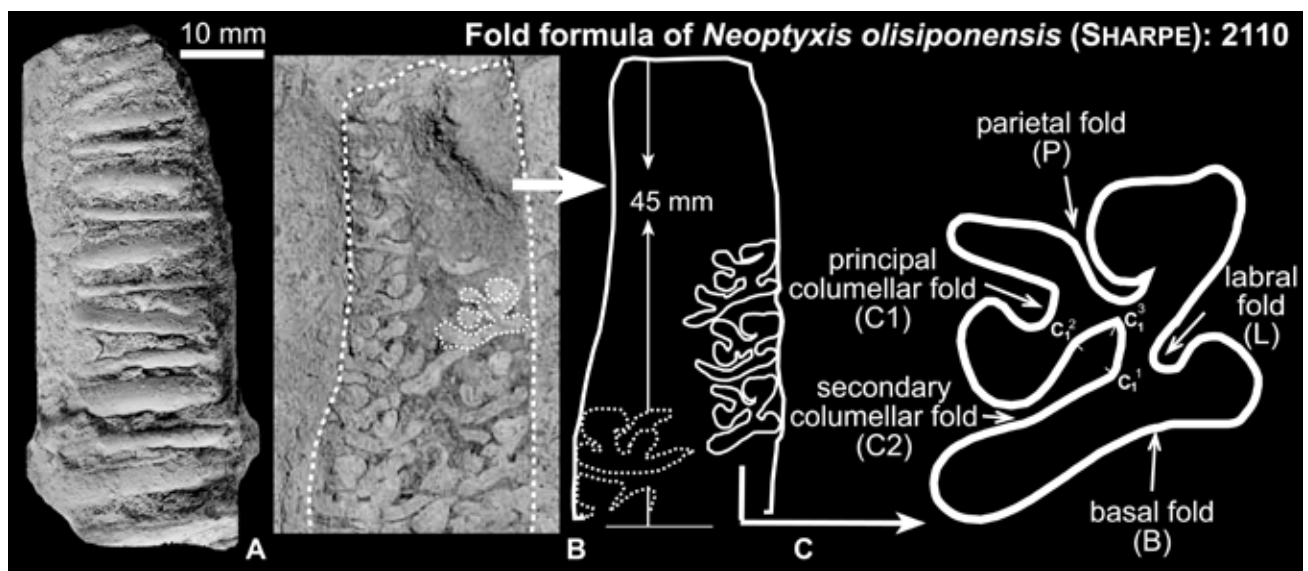 10 mm
Fold formula of Neoptyxis olisiponensis (SHARPE): 2110
parietal fold
(P)
45 mm
principal
columellar fold
(C1)
labral
fold
(L)
C₁²
C₁³
C₁¹
secondary
columellar fold
(C2)
basal fold
(B)
A
B
C